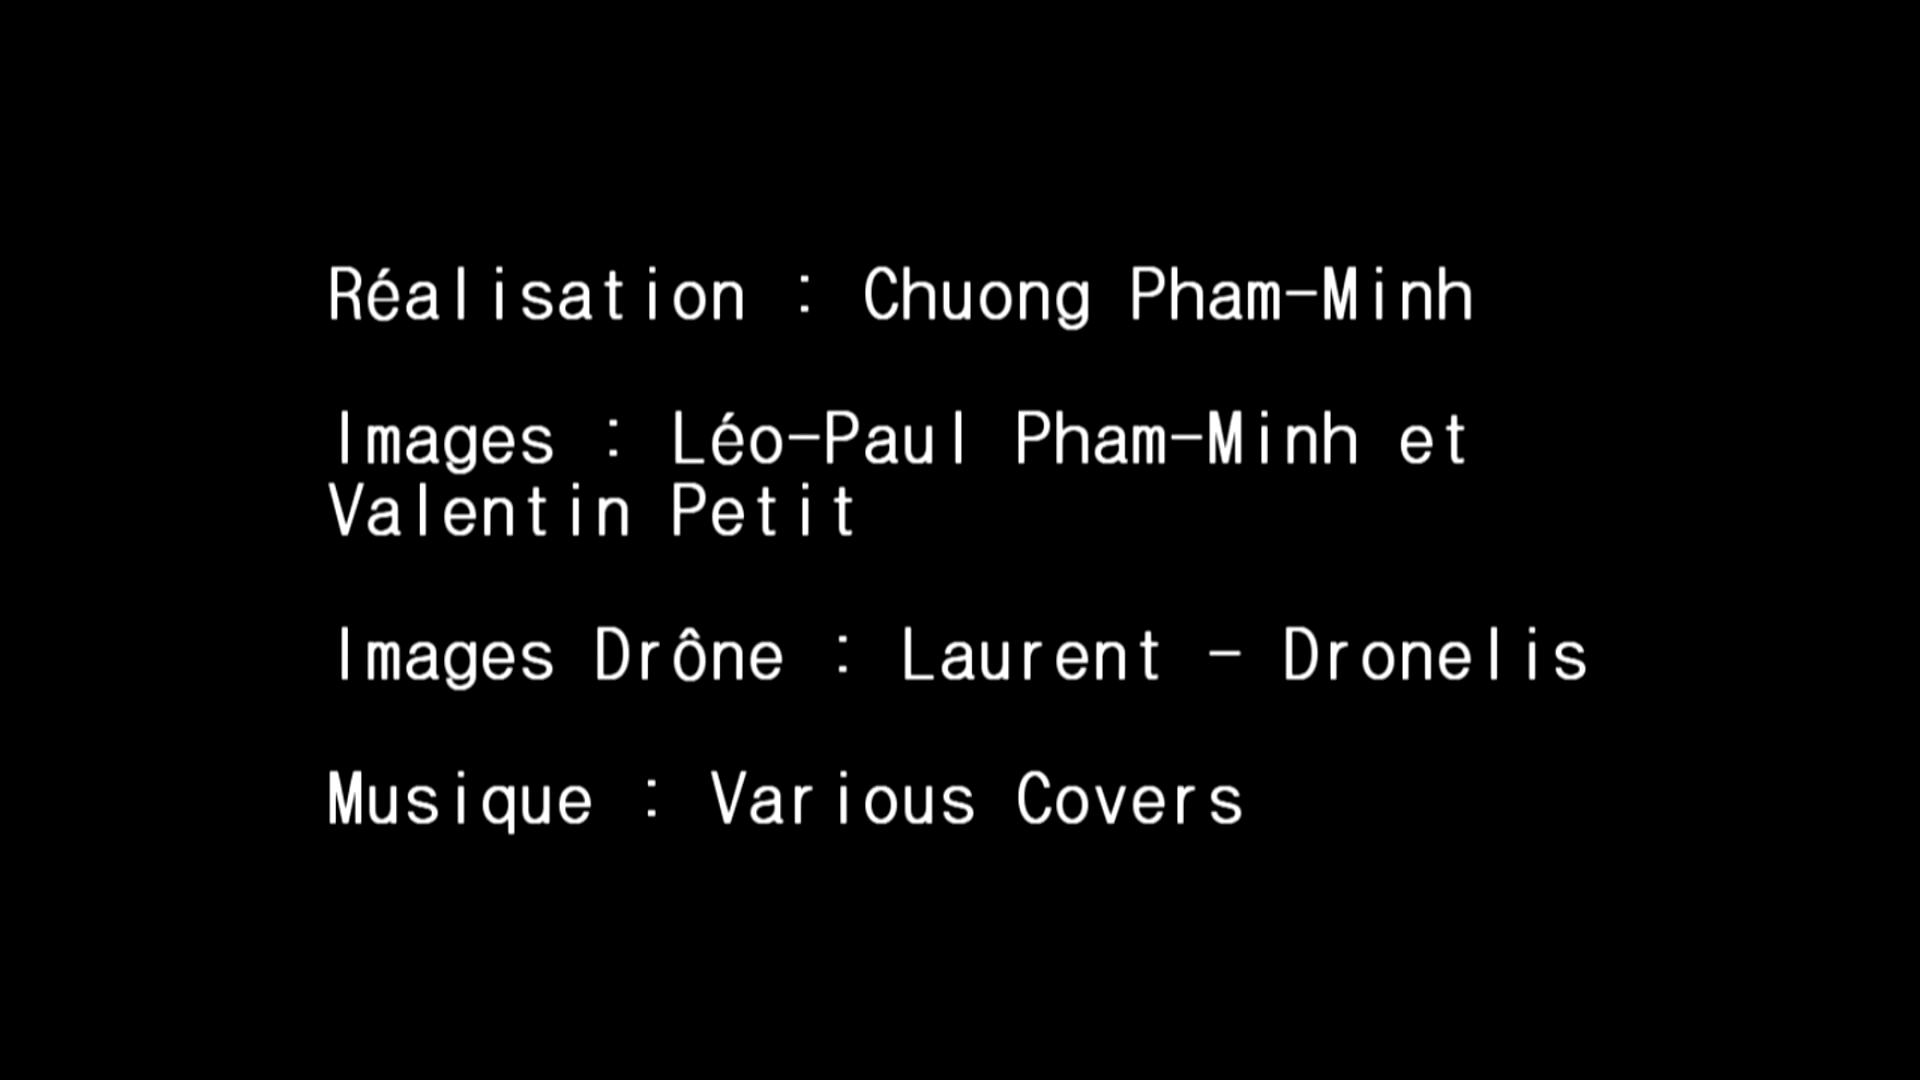 Réalisation : Chuong Pham-Minh
Images : Léo-Paul Pham-Minh et
Valentin Petit
Images Drône : Laurent - Dronelis
Musique : Various Covers